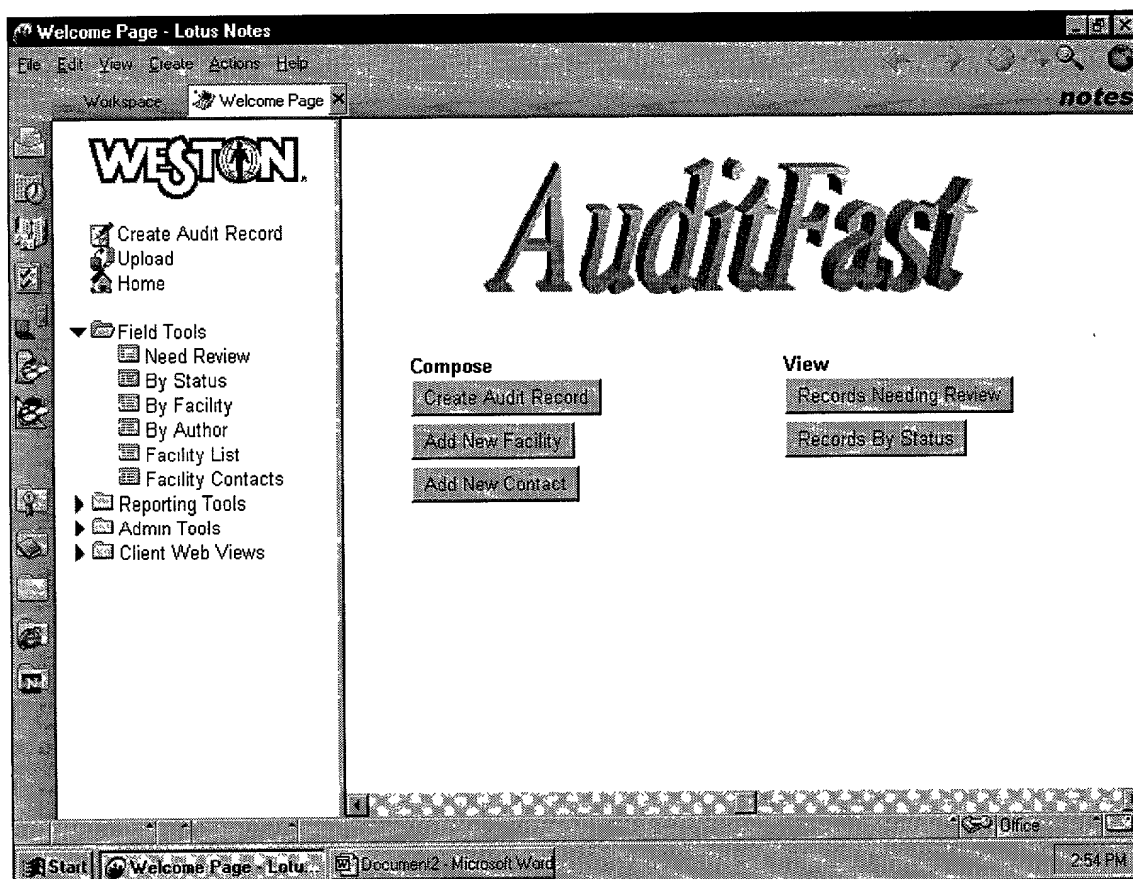 Welcome Page - Lotus Notes
File Edit View Create Actions Help
Workspace Welcome Page
notes
WESTON.
Create Audit Record
Upload
Home
Field Tools
Need Review
By Status
By Facility
By Author
Facility List
Facility Contacts
Reporting Tools
Admin Tools
Client Web Views
AuditFast
Compose
Create Audit Record
Add New Facility
Add New Contact
View
Records Needing Review
Records By Status
Office
Start Welcome Page - Lotu... Document2 - Microsoft Word 2:54 PM